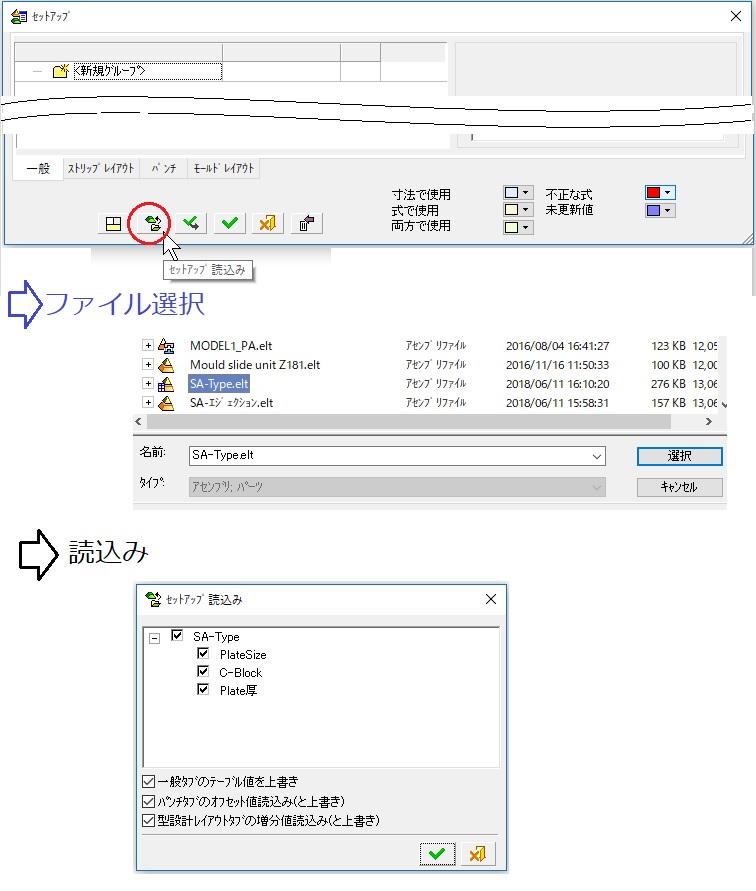 ｾｯﾄｱｯﾌﾟ
<新規ｸﾞﾙｰﾌﾟ>
一般 ｽﾄﾘｯﾌﾟﾚｲｱｳﾄ ﾊﾟﾝﾁ ﾓｰﾙﾄﾞﾚｲｱｳﾄ
寸法で使用 不正な式
式で使用 未更新値
両方で使用
ｾｯﾄｱｯﾌﾟ読込み
ファイル選択
MODEL1_PA.elt ｱｾﾝﾌﾞﾘﾌｧｲﾙ 2016/08/04 16:41:27 123 KB 12,05
Mould slide unit Z181.elt ｱｾﾝﾌﾞﾘﾌｧｲﾙ 2016/11/16 11:50:33 100 KB 12,00
SA-Type.elt ｱｾﾝﾌﾞﾘﾌｧｲﾙ 2018/06/11 16:10:20 276 KB 13,06
SA-ｴｼﾞｪｸｼｮﾝ.elt ｱｾﾝﾌﾞﾘﾌｧｲﾙ 2018/06/11 15:58:31 157 KB 13,06
名前: SA-Type.elt 選択
ﾀｲﾌﾟ: ｱｾﾝﾌﾞﾘ; ﾊﾟｰﾂ ｷｬﾝｾﾙ
読込み
ｾｯﾄｱｯﾌﾟ読込み
SA-Type
PlateSize
C-Block
Plate厚
一般ﾀﾌﾞのﾃｰﾌﾞﾙ値を上書き
ﾊﾟﾝﾁﾀﾌﾞのｵﾌｾｯﾄ値読込み(と上書き)
型設計ﾚｲｱｳﾄﾀﾌﾞの増分値読込み(と上書き)